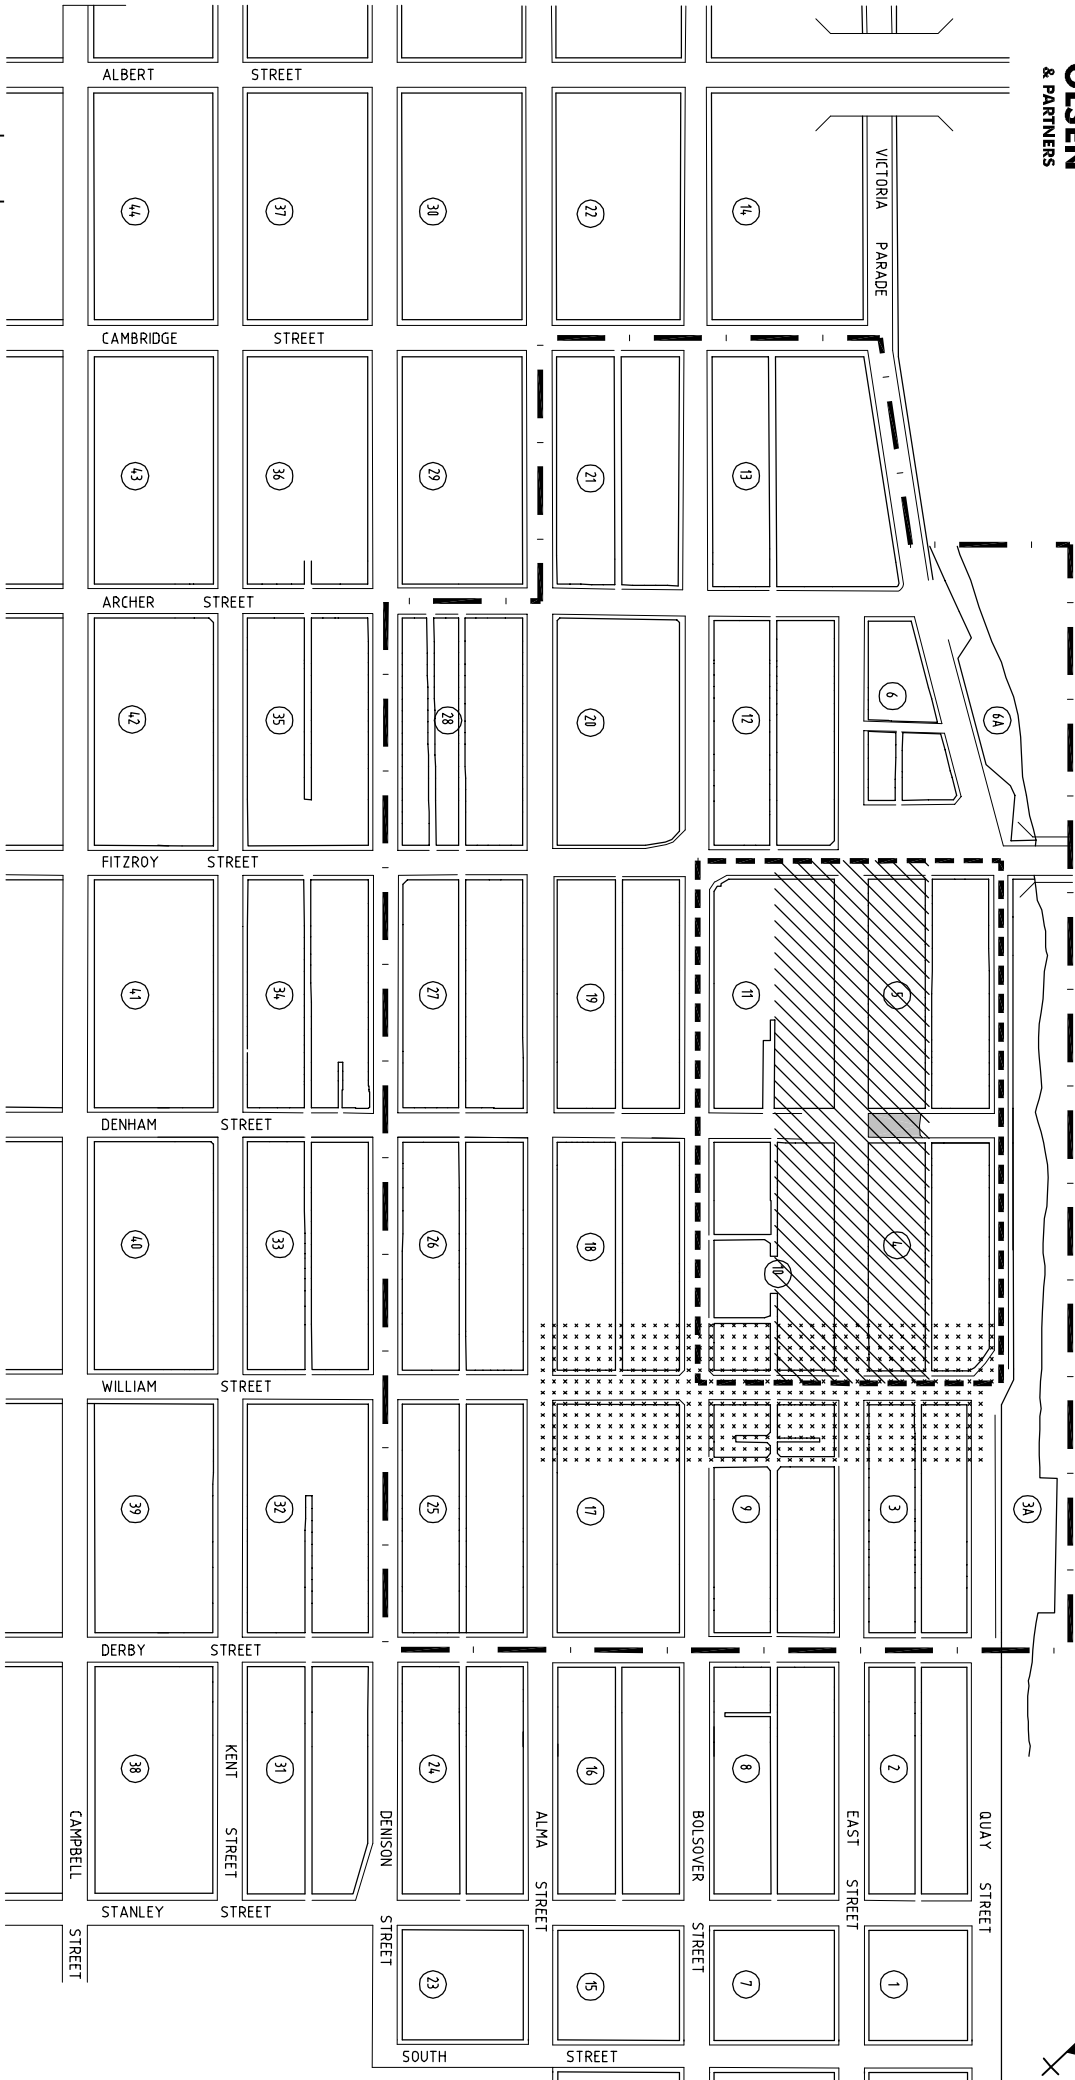 OLSEN
& PARTNERS
ALBERT STREET
VICTORIA PARADE
44
37
30
22
14
CAMBRIDGE STREET
43
36
29
21
13
ARCHER STREET
42
35
28
20
12
6
6A
FITZROY STREET
41
34
27
19
11
5
DENHAM STREET
40
33
26
18
10
4
WILLIAM STREET
39
32
25
17
9
3
3A
DERBY STREET
38
31
24
16
8
2
CAMPBELL STREET
KENT STREET
DENISON STREET
ALMA STREET
BOLSOVER STREET
EAST STREET
QUAY STREET
STANLEY STREET
23
15
7
1
SOUTH STREET